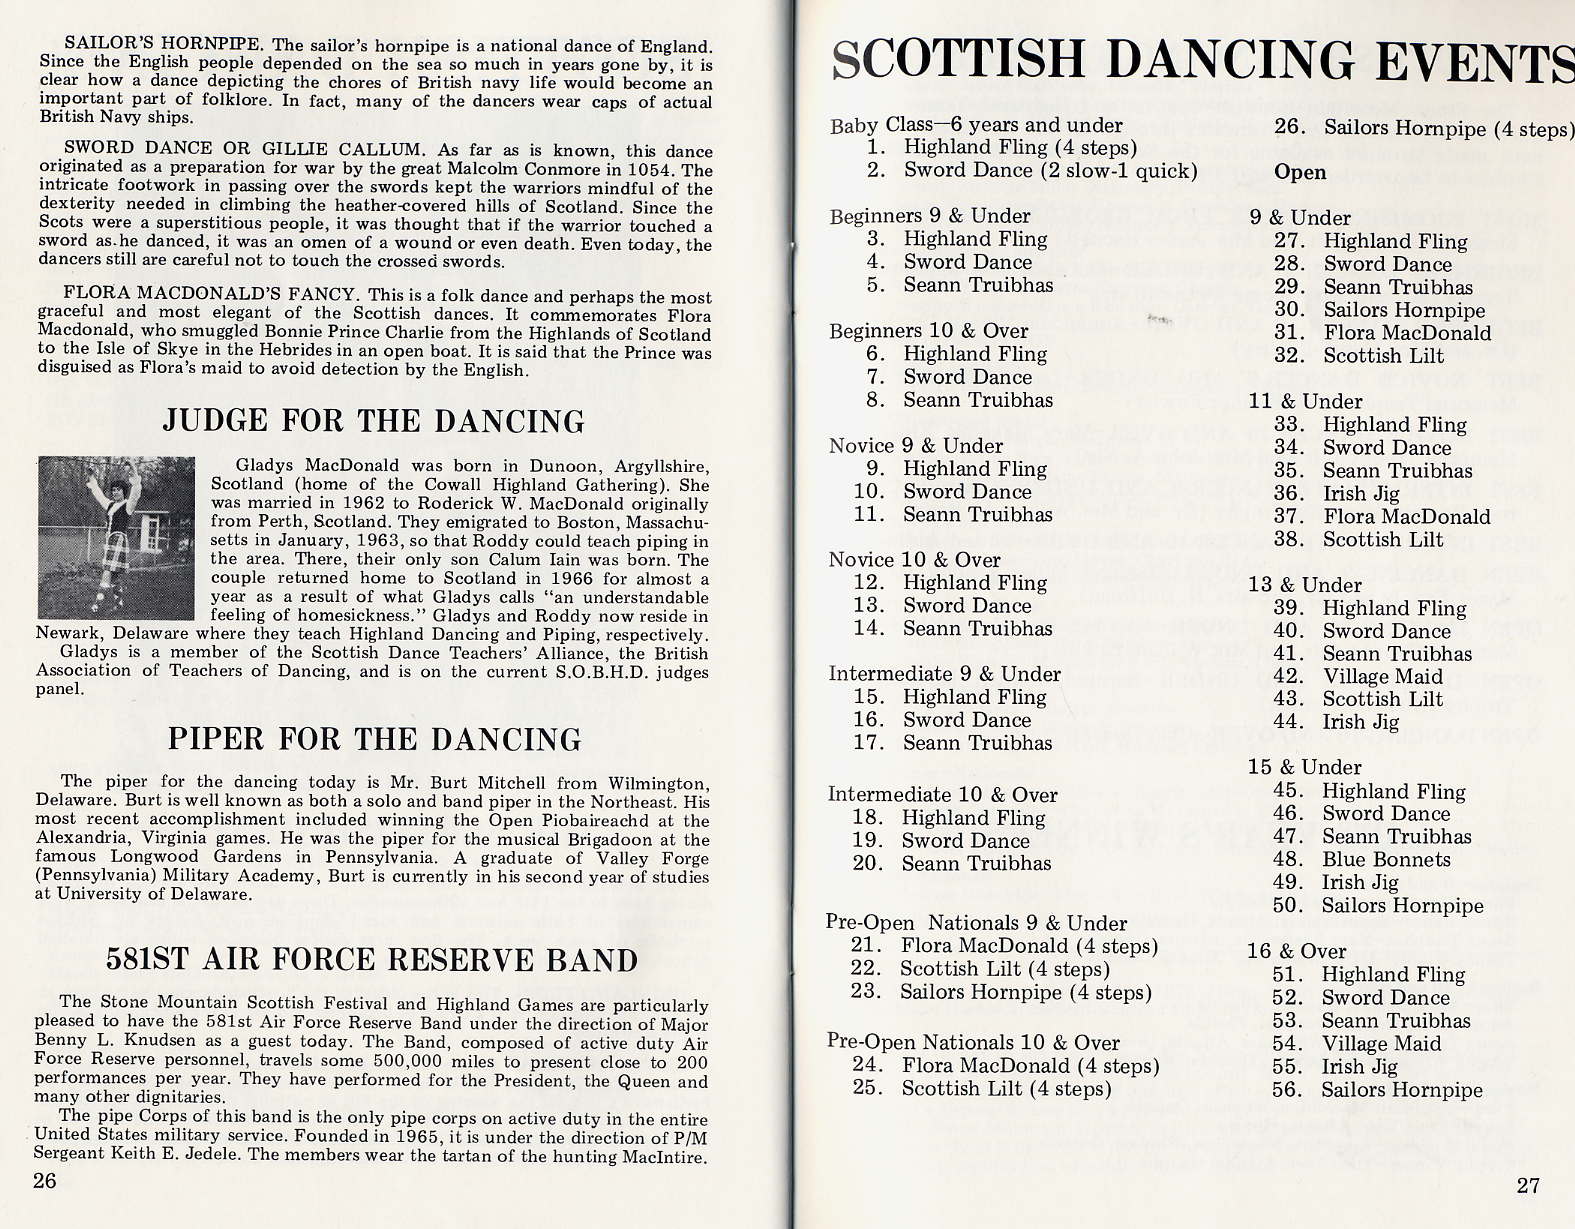 SAILOR'S HORNPIPE. The sailor's hornpipe is a national dance of England.
Since the English people depended on the sea so much in years gone by, it is
clear how a dance depicting the chores of British navy life would become an
important part of folklore. In fact, many of the dancers wear caps of actual
British Navy ships.
SWORD DANCE OR GILLIE CALLUM. As far as is known, this dance
originated as a preparation for war by the great Malcolm Conmore in 1054. The
intricate footwork in passing over the swords kept the warriors mindful of the
dexterity needed in climbing the heather-covered hills of Scotland. Since the
Scots were a superstitious people, it was thought that if the warrior touched a
sword as he danced, it was an omen of a wound or even death. Even today, the
dancers still are careful not to touch the crossed swords.
FLORA MACDONALD'S FANCY. This is a folk dance and perhaps the most
graceful and most elegant of the Scottish dances. It commemorates Flora
Macdonald, who smuggled Bonnie Prince Charlie from the Highlands of Scotland
to the Isle of Skye in the Hebrides in an open boat. It is said that the Prince was
disguised as Flora's maid to avoid detection by the English.
JUDGE FOR THE DANCING
Gladys MacDonald was born in Dunoon, Argyllshire,
Scotland (home of the Cowall Highland Gathering). She
was married in 1962 to Roderick W. MacDonald originally
from Perth, Scotland. They emigrated to Boston, Massachu-
setts in January, 1963, so that Roddy could teach piping in
the area. There, their only son Calum Iain was born. The
couple returned home to Scotland in 1966 for almost a
year as a result of what Gladys calls "an understandable
feeling of homesickness." Gladys and Roddy now reside in
Newark, Delaware where they teach Highland Dancing and Piping, respectively.
Gladys is a member of the Scottish Dance Teachers' Alliance, the British
Association of Teachers of Dancing, and is on the current S.O.B.H.D. judges
panel.
PIPER FOR THE DANCING
The piper for the dancing today is Mr. Burt Mitchell from Wilmington,
Delaware. Burt is well known as both a solo and band piper in the Northeast. His
most recent accomplishment included winning the Open Piobaireachd at the
Alexandria, Virginia games. He was the piper for the musical Brigadoon at the
famous Longwood Gardens in Pennsylvania. A graduate of Valley Forge
(Pennsylvania) Military Academy, Burt is currently in his second year of studies
at University of Delaware.
581ST AIR FORCE RESERVE BAND
The Stone Mountain Scottish Festival and Highland Games are particularly
pleased to have the 581st Air Force Reserve Band under the direction of Major
Benny L. Knudsen as a guest today. The Band, composed of active duty Air
Force Reserve personnel, travels some 500,000 miles to present close to 200
performances per year. They have performed for the President, the Queen and
many other dignitaries.
The pipe Corps of this band is the only pipe corps on active duty in the entire
United States military service. Founded in 1965, it is under the direction of P/M
Sergeant Keith E. Jedele. The members wear the tartan of the hunting MacIntire.
26
SCOTTISH DANCING EVENTS
Baby Class—6 years and under
1. Highland Fling (4 steps)
2. Sword Dance (2 slow-1 quick)
Beginners 9 & Under
3. Highland Fling
4. Sword Dance
5. Seann Truibhas
Beginners 10 & Over
6. Highland Fling
7. Sword Dance
8. Seann Truibhas
Novice 9 & Under
9. Highland Fling
10. Sword Dance
11. Seann Truibhas
Novice 10 & Over
12. Highland Fling
13. Sword Dance
14. Seann Truibhas
Intermediate 9 & Under
15. Highland Fling
16. Sword Dance
17. Seann Truibhas
Intermediate 10 & Over
18. Highland Fling
19. Sword Dance
20. Seann Truibhas
Pre-Open Nationals 9 & Under
21. Flora MacDonald (4 steps)
22. Scottish Lilt (4 steps)
23. Sailors Hornpipe (4 steps)
Pre-Open Nationals 10 & Over
24. Flora MacDonald (4 steps)
25. Scottish Lilt (4 steps)
26. Sailors Hornpipe (4 steps)
Open
9 & Under
27. Highland Fling
28. Sword Dance
29. Seann Truibhas
30. Sailors Hornpipe
31. Flora MacDonald
32. Scottish Lilt
11 & Under
33. Highland Fling
34. Sword Dance
35. Seann Truibhas
36. Irish Jig
37. Flora MacDonald
38. Scottish Lilt
13 & Under
39. Highland Fling
40. Sword Dance
41. Seann Truibhas
42. Village Maid
43. Scottish Lilt
44. Irish Jig
15 & Under
45. Highland Fling
46. Sword Dance
47. Seann Truibhas
48. Blue Bonnets
49. Irish Jig
50. Sailors Hornpipe
16 & Over
51. Highland Fling
52. Sword Dance
53. Seann Truibhas
54. Village Maid
55. Irish Jig
56. Sailors Hornpipe
27